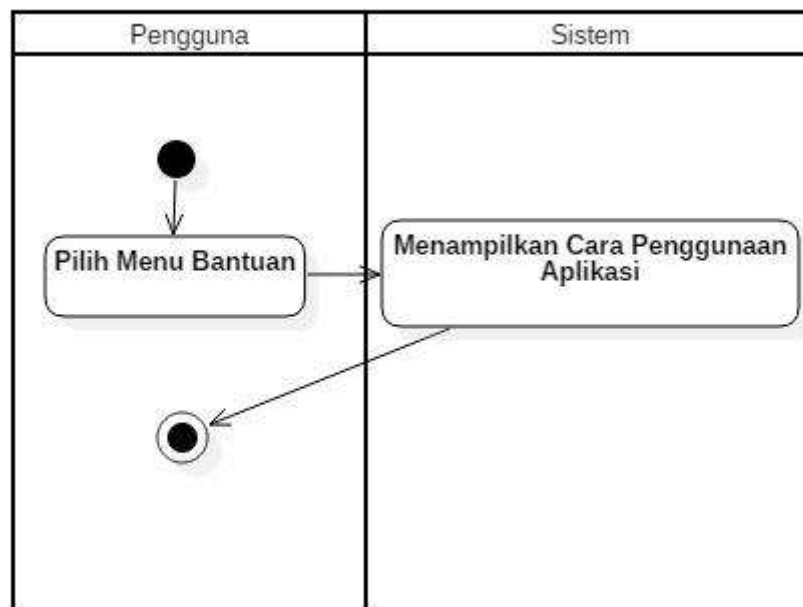 Pengguna
Sistem
Pilih Menu Bantuan
Menampilkan Cara Penggunaan
Aplikasi